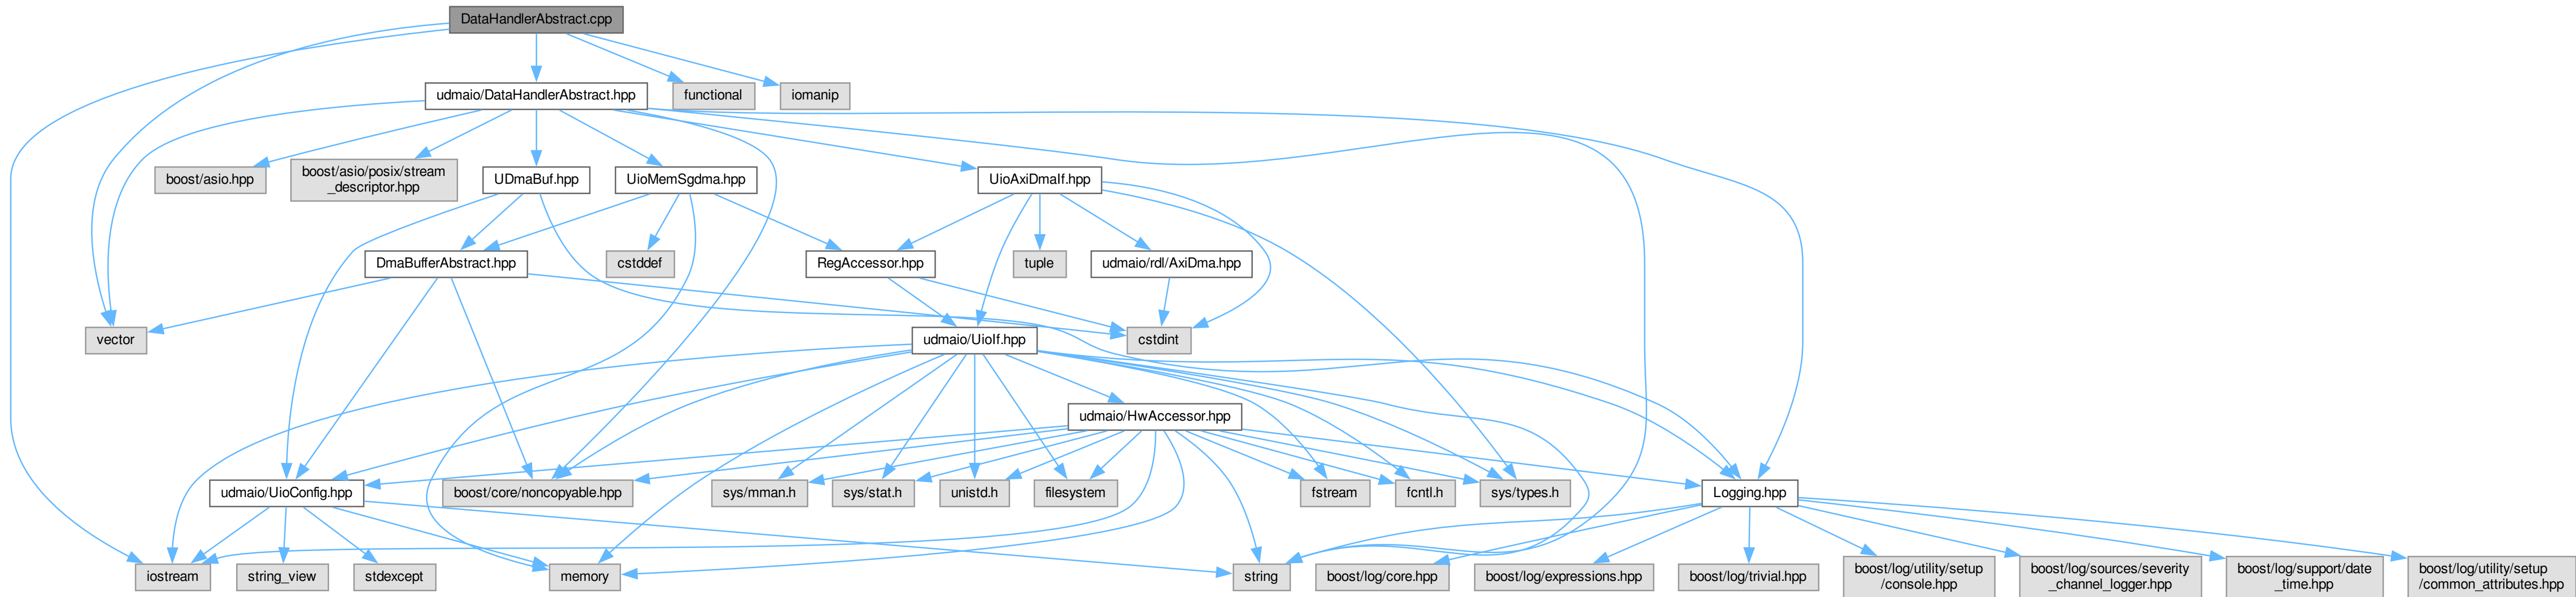 DataHandlerAbstract.cpp
udmaio/DataHandlerAbstract.hpp
functional
iomanip
boost/asio.hpp
boost/asio/posix/stream
_descriptor.hpp
UDmaBuf.hpp
UioMemSgdma.hpp
UioAxiDmaIf.hpp
DmaBufferAbstract.hpp
cstddef
RegAccessor.hpp
tuple
udmaio/rdl/AxiDma.hpp
vector
udmaio/UioIf.hpp
cstdint
udmaio/HwAccessor.hpp
udmaio/UioConfig.hpp
boost/core/noncopyable.hpp
sys/mman.h
sys/stat.h
unistd.h
filesystem
fstream
fcntl.h
sys/types.h
Logging.hpp
iostream
string_view
stdexcept
memory
string
boost/log/core.hpp
boost/log/expressions.hpp
boost/log/trivial.hpp
boost/log/utility/setup
/console.hpp
boost/log/sources/severity
_channel_logger.hpp
boost/log/support/date
_time.hpp
boost/log/utility/setup
/common_attributes.hpp